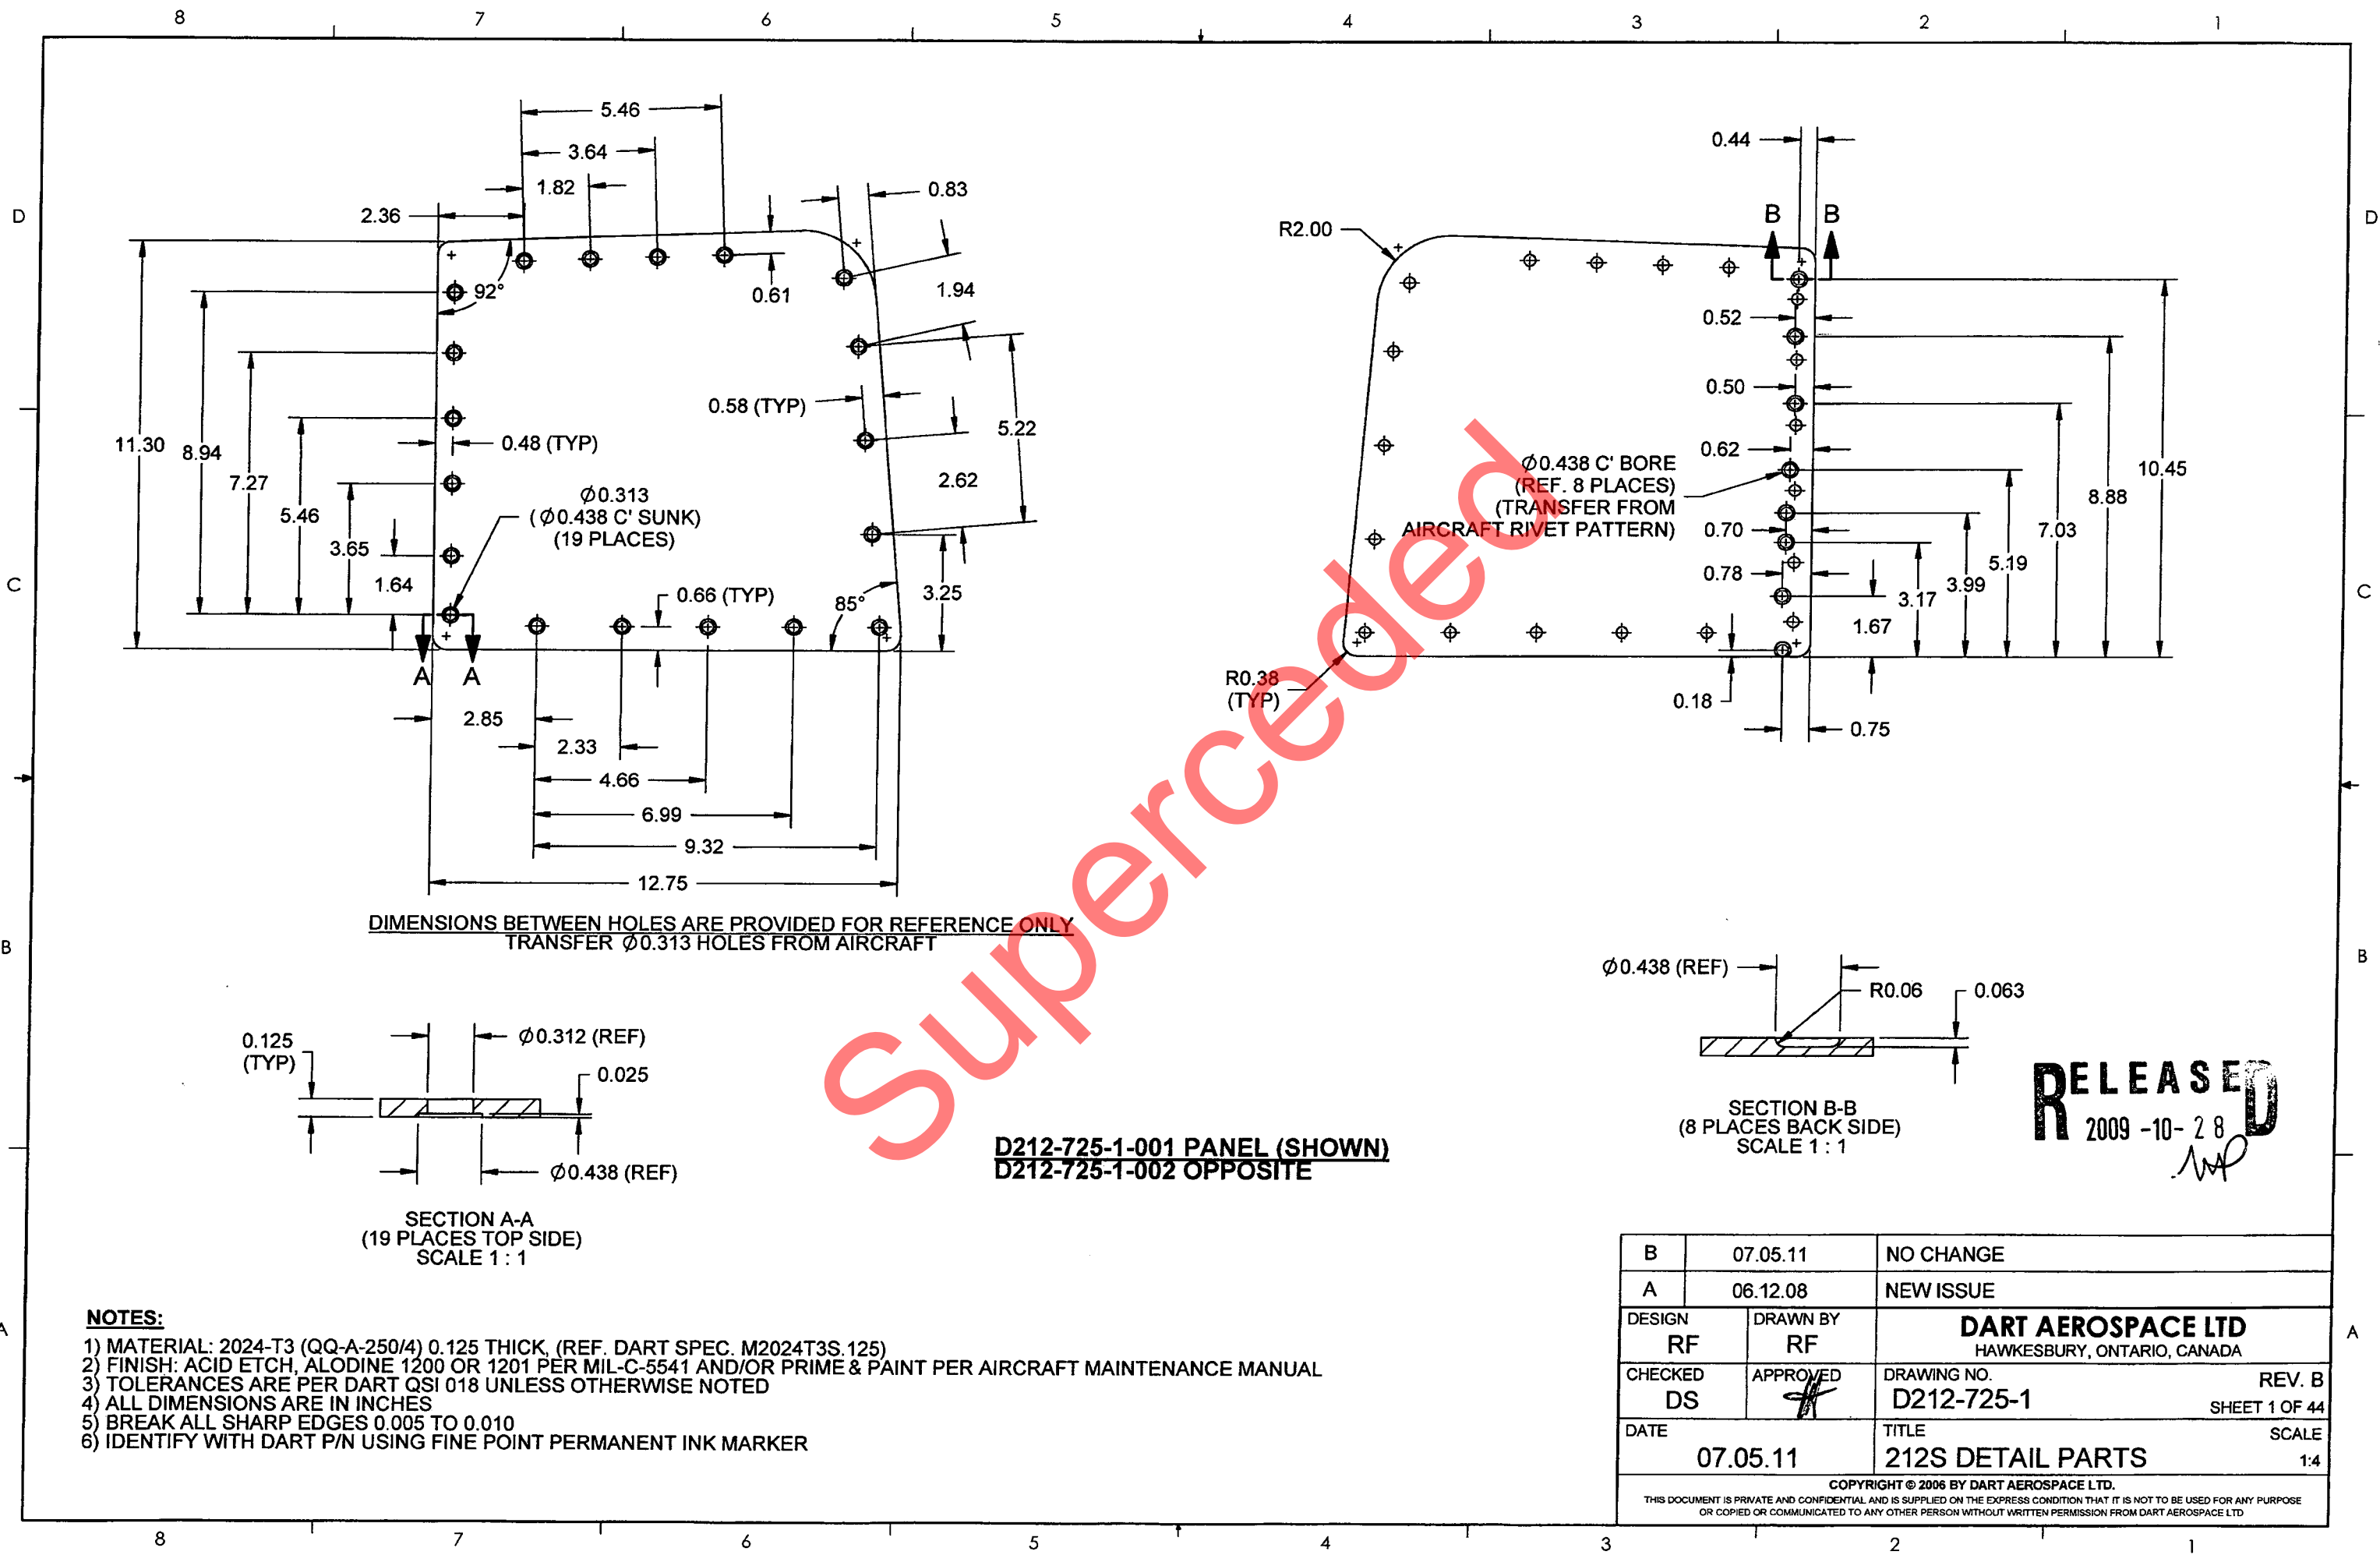 8 7 6 5 4 3 2 1
D
C
B
A
D
C
B
A
5.46
3.64
1.82
2.36
0.83
92°
0.61
1.94
11.30
8.94
7.27
5.46
3.65
1.64
0.48 (TYP)
0.58 (TYP)
5.22
2.62
Ø0.313
(Ø0.438 C' SUNK)
(19 PLACES)
0.66 (TYP)
85°
3.25
A A
2.85
2.33
4.66
6.99
9.32
12.75
DIMENSIONS BETWEEN HOLES ARE PROVIDED FOR REFERENCE ONLY
TRANSFER Ø0.313 HOLES FROM AIRCRAFT
0.44
B B
R2.00
0.52
0.50
0.62
Ø0.438 C' BORE
(REF. 8 PLACES)
(TRANSFER FROM
AIRCRAFT RIVET PATTERN)
0.70
0.78
10.45
8.88
7.03
5.19
3.99
3.17
1.67
R0.38
(TYP)
0.18
0.75
Superceded
0.125
(TYP)
Ø0.312 (REF)
0.025
Ø0.438 (REF)
SECTION A-A
(19 PLACES TOP SIDE)
SCALE 1 : 1
D212-725-1-001 PANEL (SHOWN)
D212-725-1-002 OPPOSITE
Ø0.438 (REF)
R0.06
0.063
SECTION B-B
(8 PLACES BACK SIDE)
SCALE 1 : 1
RELEASED
2009-10-28
NOTES:
1) MATERIAL: 2024-T3 (QQ-A-250/4) 0.125 THICK, (REF. DART SPEC. M2024T3S.125)
2) FINISH: ACID ETCH, ALODINE 1200 OR 1201 PER MIL-C-5541 AND/OR PRIME & PAINT PER AIRCRAFT MAINTENANCE MANUAL
3) TOLERANCES ARE PER DART QSI 018 UNLESS OTHERWISE NOTED
4) ALL DIMENSIONS ARE IN INCHES
5) BREAK ALL SHARP EDGES 0.005 TO 0.010
6) IDENTIFY WITH DART P/N USING FINE POINT PERMANENT INK MARKER
B 07.05.11 NO CHANGE
A 06.12.08 NEW ISSUE
DESIGN
RF
DRAWN BY
RF
DART AEROSPACE LTD
HAWKESBURY, ONTARIO, CANADA
CHECKED
DS
APPROVED
DRAWING NO.
D212-725-1
REV. B
SHEET 1 OF 44
DATE
07.05.11
TITLE
212S DETAIL PARTS
SCALE
1:4
COPYRIGHT © 2006 BY DART AEROSPACE LTD.
THIS DOCUMENT IS PRIVATE AND CONFIDENTIAL AND IS SUPPLIED ON THE EXPRESS CONDITION THAT IT IS NOT TO BE USED FOR ANY PURPOSE
OR COPIED OR COMMUNICATED TO ANY OTHER PERSON WITHOUT WRITTEN PERMISSION FROM DART AEROSPACE LTD
8 7 6 5 4 3 2 1